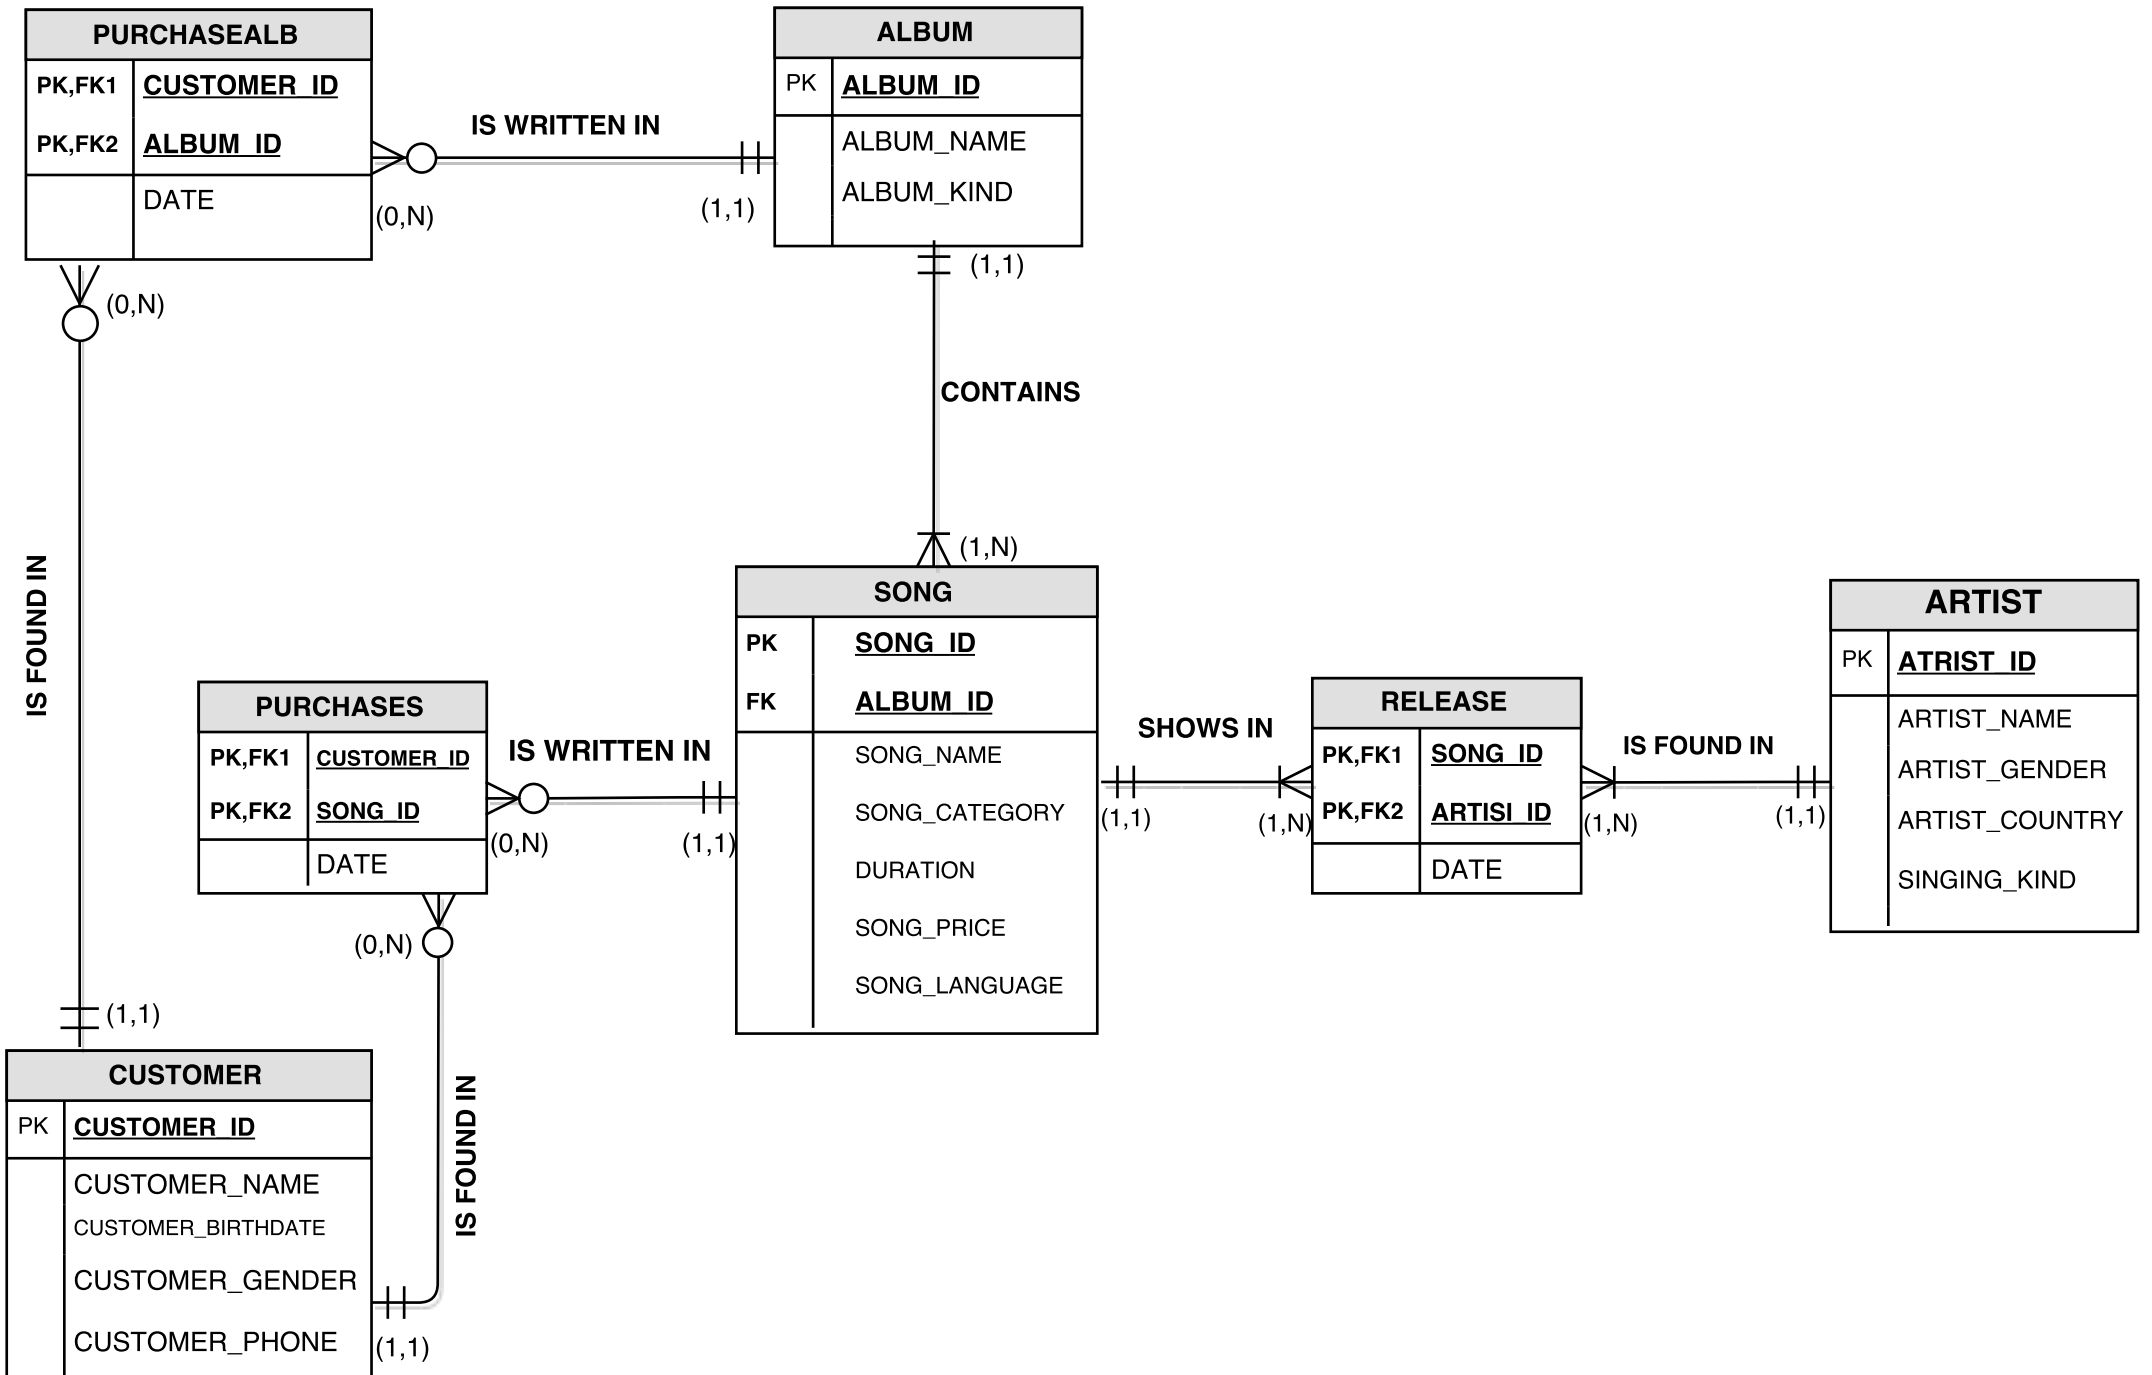 PURCHASEALB
PK,FK1 CUSTOMER_ID
PK,FK2 ALBUM_ID
DATE
(0,N)
(0,N)
IS WRITTEN IN
(1,1)
ALBUM
PK ALBUM_ID
ALBUM_NAME
ALBUM_KIND
(1,1)
CONTAINS
(1,N)
IS FOUND IN
(1,1)
PURCHASES
PK,FK1 CUSTOMER_ID
PK,FK2 SONG_ID
DATE
(0,N)
(0,N)
IS WRITTEN IN
(1,1)
SONG
PK SONG_ID
FK ALBUM_ID
SONG_NAME
SONG_CATEGORY
DURATION
SONG_PRICE
SONG_LANGUAGE
SHOWS IN
(1,1)
(1,N)
RELEASE
PK,FK1 SONG_ID
PK,FK2 ARTISI_ID
DATE
IS FOUND IN
(1,N)
(1,1)
ARTIST
PK ATRIST_ID
ARTIST_NAME
ARTIST_GENDER
ARTIST_COUNTRY
SINGING_KIND
CUSTOMER
PK CUSTOMER_ID
CUSTOMER_NAME
CUSTOMER_BIRTHDATE
CUSTOMER_GENDER
CUSTOMER_PHONE
IS FOUND IN
(1,1)